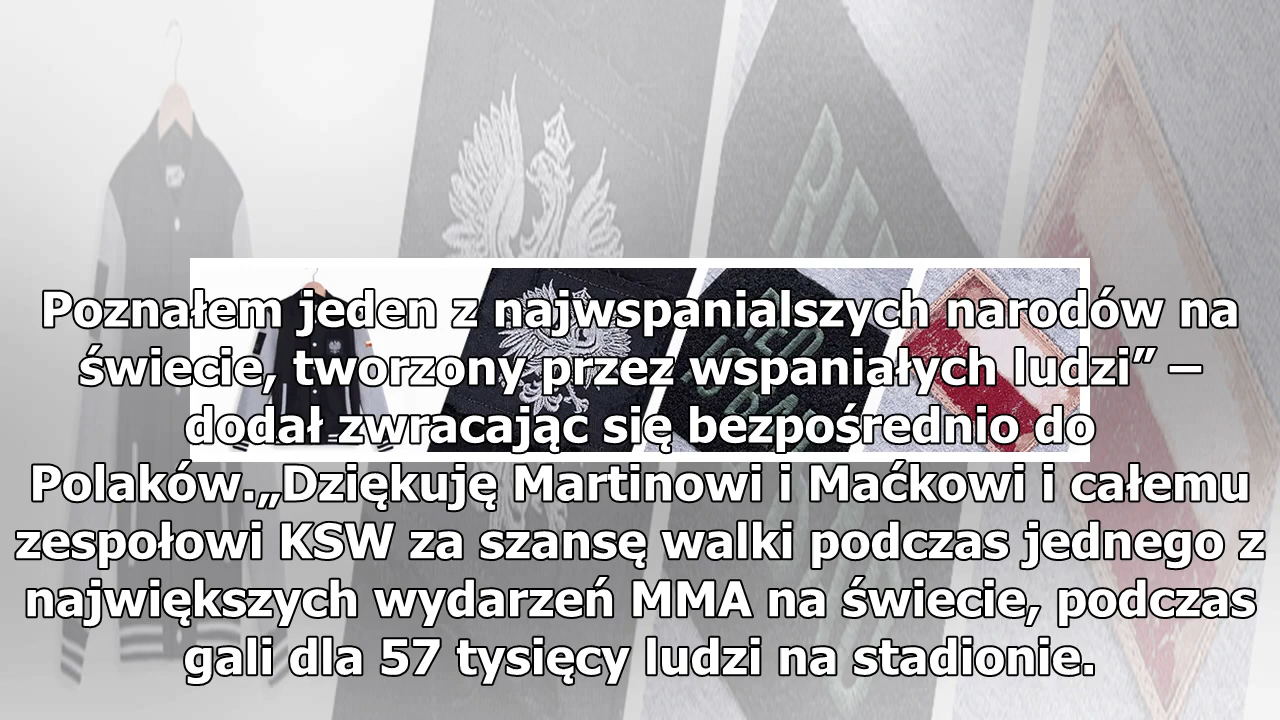 Poznałem jeden z najwspanialszych narodów na
świecie, tworzony przez wspaniałych ludzi” –
dodał zwracając się bezpośrednio do
Polaków.„Dziękuję Martinowi i Maćkowi i całemu
zespołowi KSW za szansę walki podczas jednego z
największych wydarzeń MMA na świecie, podczas
gali dla 57 tysięcy ludzi na stadionie.